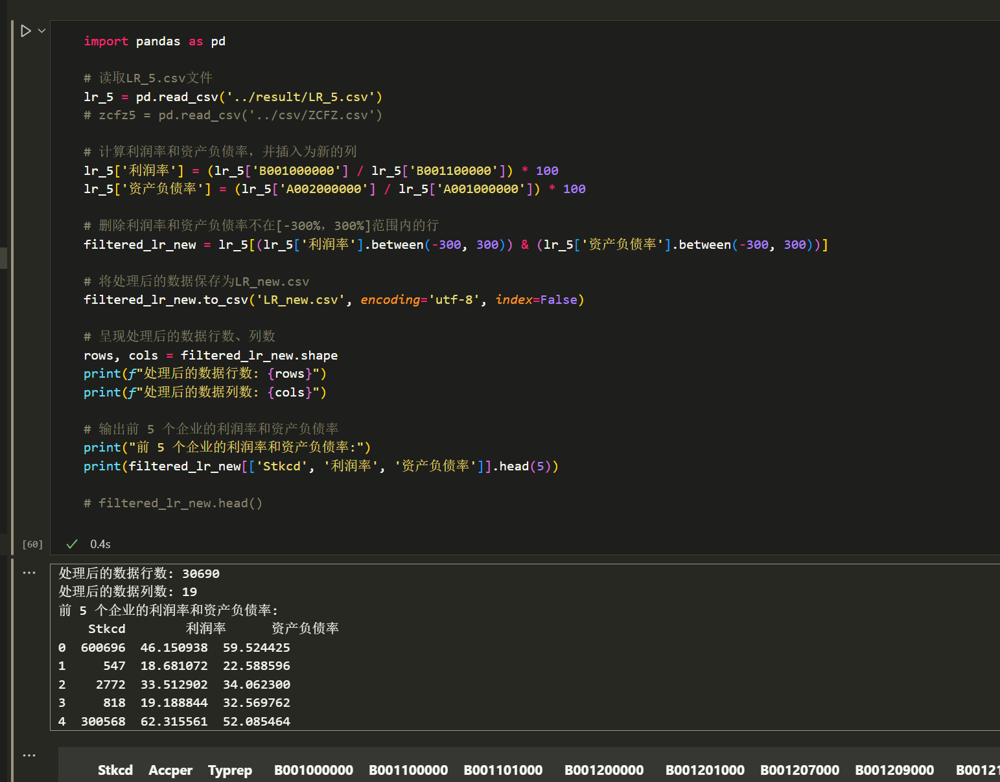 import pandas as pd
# 读取LR_5.csv文件
lr_5 = pd.read_csv('../result/LR_5.csv')
# zcfz5 = pd.read_csv('../csv/ZCFZ.csv')
# 计算利润率和资产负债率，并插入为新的列
lr_5['利润率'] = (lr_5['B001000000'] / lr_5['B001100000']) * 100
lr_5['资产负债率'] = (lr_5['A002000000'] / lr_5['A001000000']) * 100
# 删除利润率和资产负债率不在[-300%，300%]范围内的行
filtered_lr_new = lr_5[(lr_5['利润率'].between(-300, 300)) & (lr_5['资产负债率'].between(-300, 300))]
# 将处理后的数据保存为LR_new.csv
filtered_lr_new.to_csv('LR_new.csv', encoding='utf-8', index=False)
# 呈现处理后的数据行数、列数
rows, cols = filtered_lr_new.shape
print(f"处理后的数据行数: {rows}")
print(f"处理后的数据列数: {cols}")
# 输出前 5 个企业的利润率和资产负债率
print("前 5 个企业的利润率和资产负债率:")
print(filtered_lr_new[['Stkcd', '利润率', '资产负债率']].head(5))
# filtered_lr_new.head()
[60] 0.4s
处理后的数据行数: 30690
处理后的数据列数: 19
前 5 个企业的利润率和资产负债率:
Stkcd 利润率 资产负债率
0 600696 46.150938 59.524425
1 547 18.681072 22.588596
2 2772 33.512902 34.062300
3 818 19.188844 32.569762
4 300568 62.315561 52.085464
Stkcd Accper Typrep B001000000 B001100000 B001101000 B001200000 B001201000 B001207000 B001209000 B00121